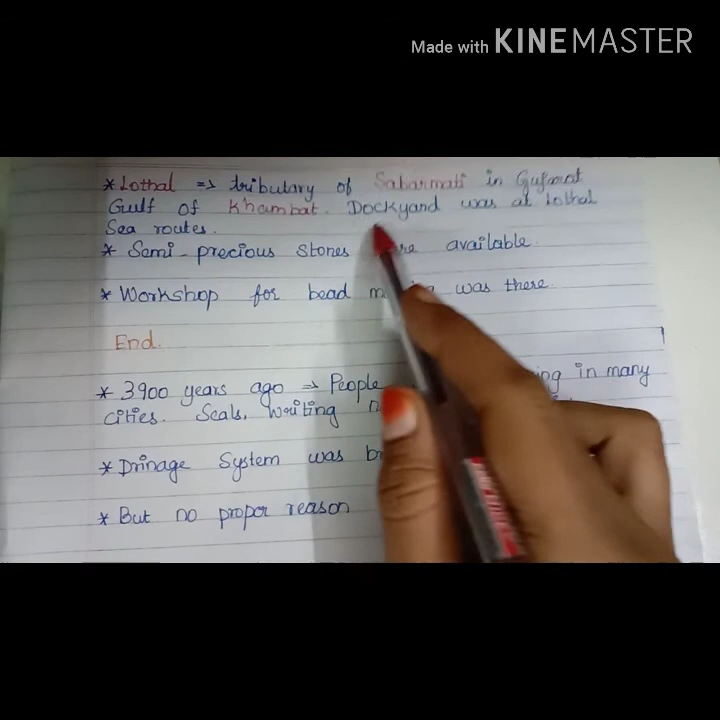 Made with KINEMASTER
* Lothal => tributary of Sabarmati in Gujarat
Gulf of Khambat. Dockyand was at Lothal
Sea routes.
* Semi-precious stones available.
* Workshop for bead was there
End.
* 3900 years ago => People in many
cities. Seals, writing
* Drinage System was
* But no proper reason